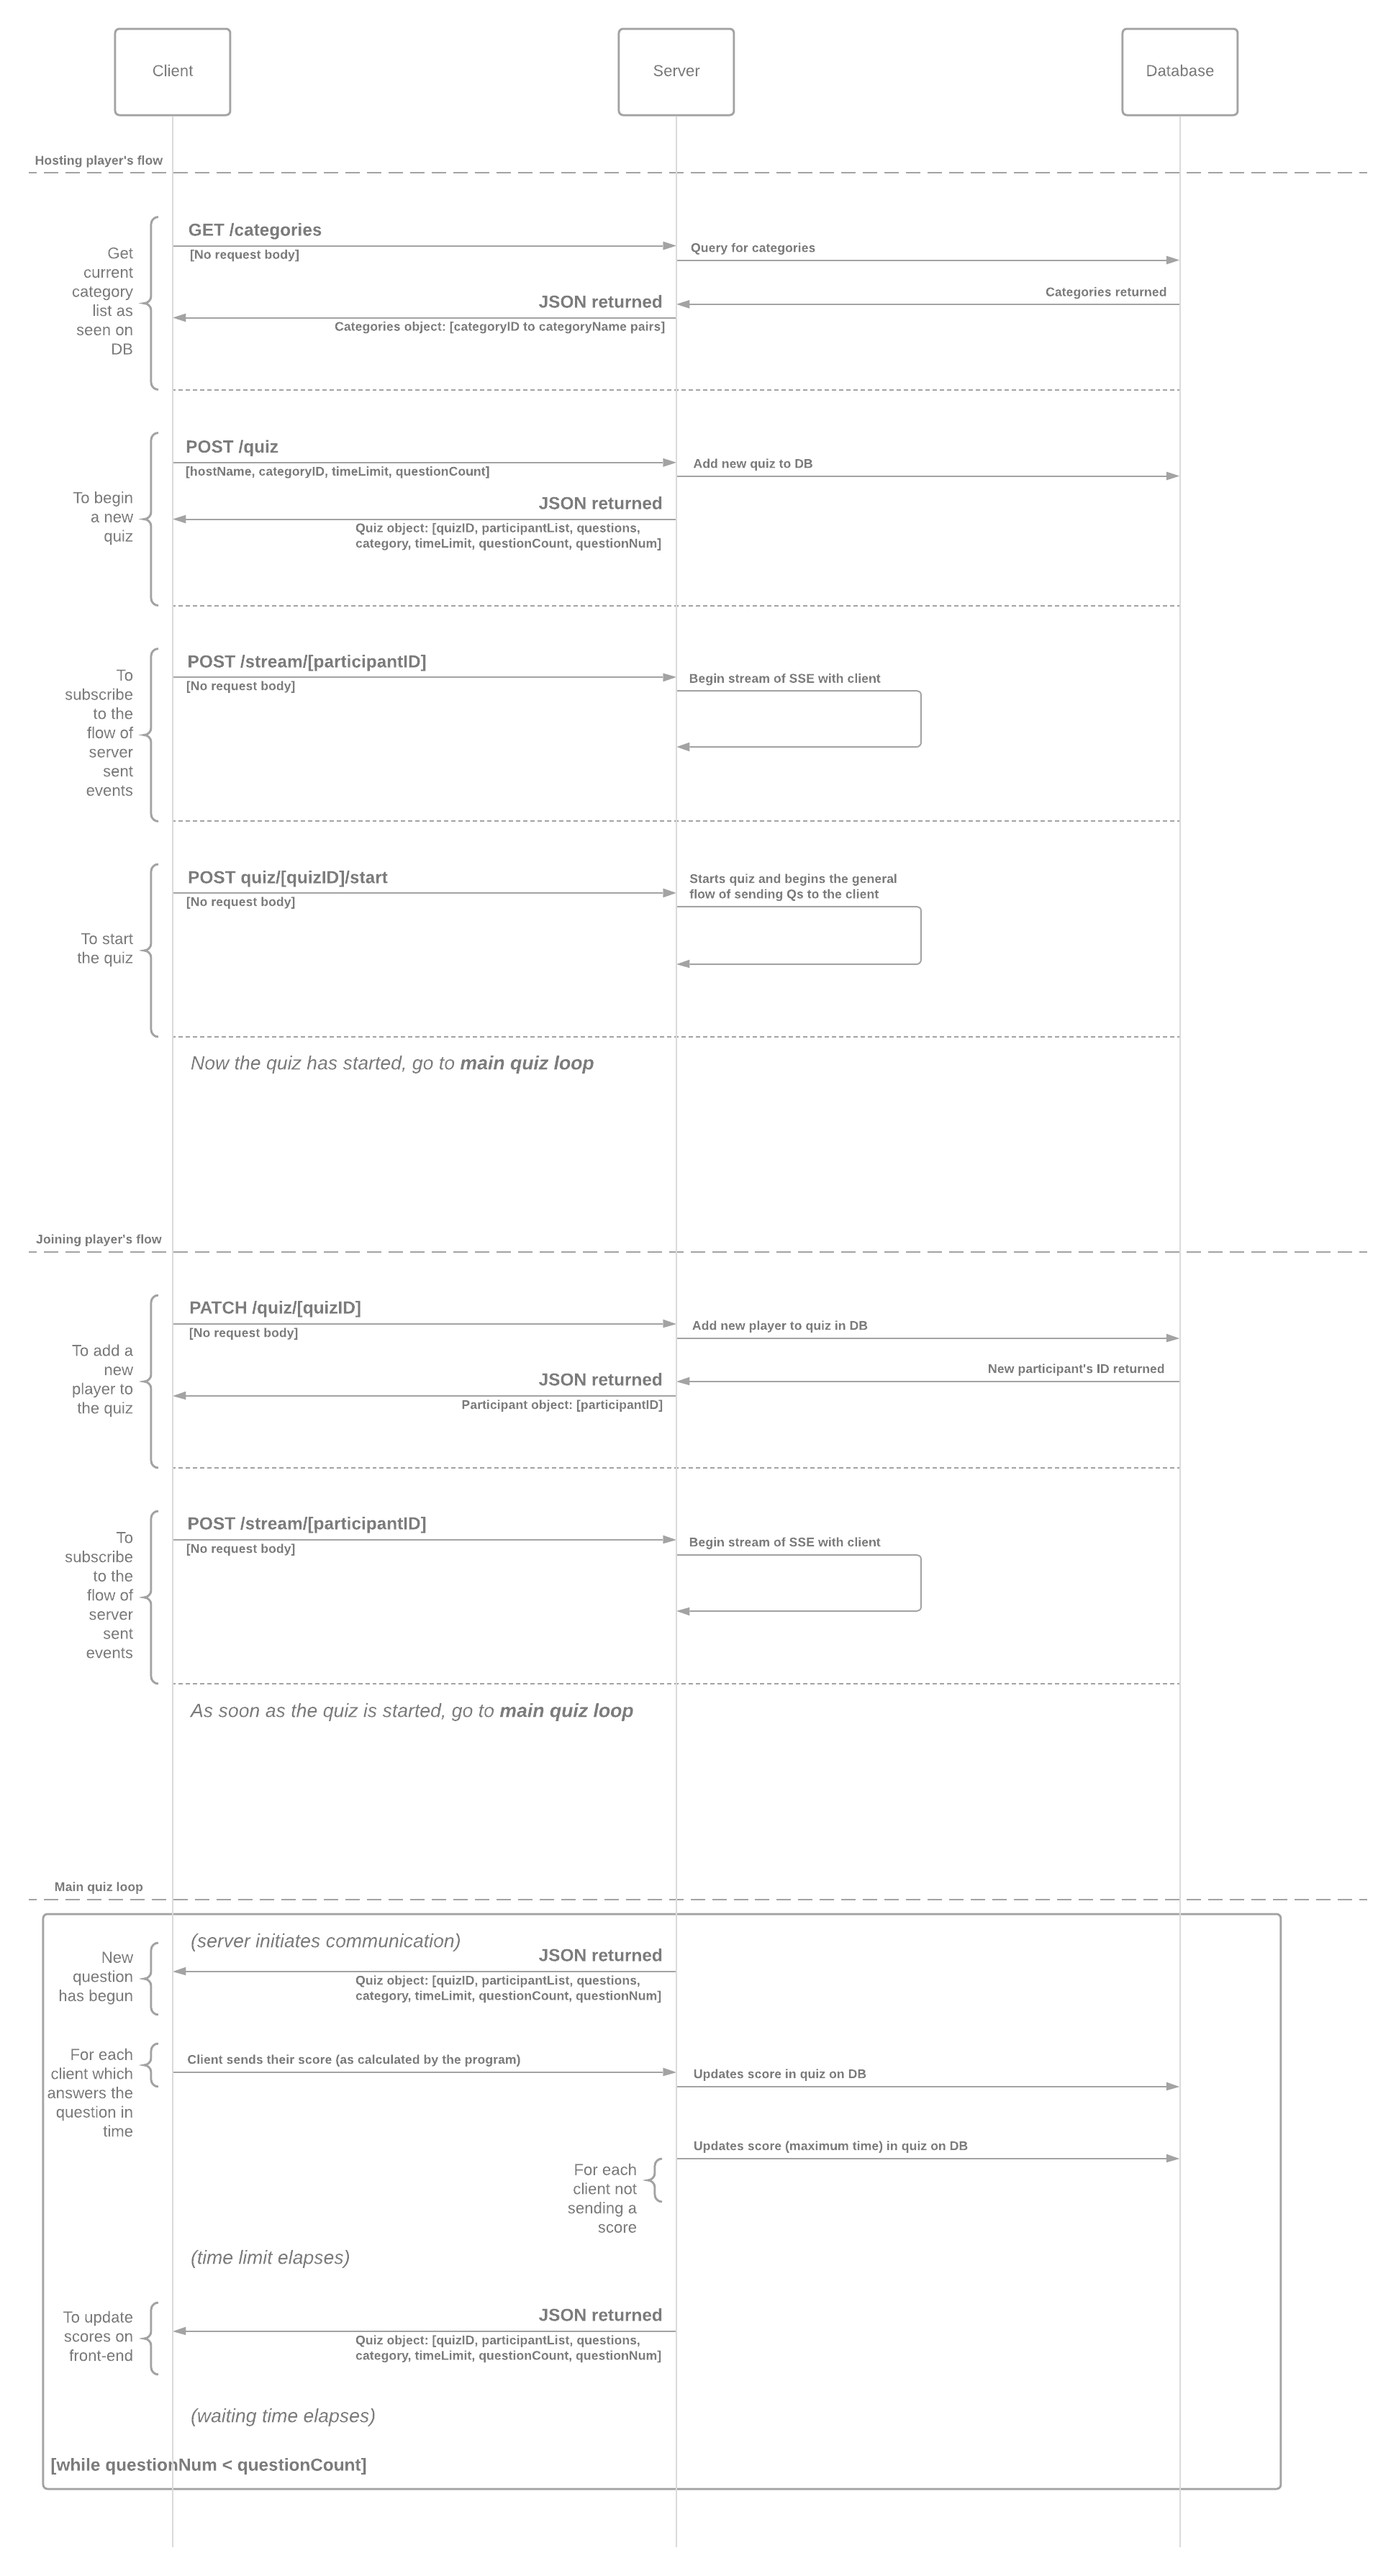 Client
Server
Database
Hosting player's flow
Get
current
category
list as
seen on
DB
GET /categories
[No request body]
Query for categories
Categories returned
JSON returned
Categories object: [categoryID to categoryName pairs]
To begin
a new
quiz
POST /quiz
[hostName, categoryID, timeLimit, questionCount]
Add new quiz to DB
JSON returned
Quiz object: [quizID, participantList, questions,
category, timeLimit, questionCount, questionNum]
To
subscribe
to the
flow of
server
sent
events
POST /stream/[participantID]
[No request body]
Begin stream of SSE with client
To start
the quiz
POST quiz/[quizID]/start
[No request body]
Starts quiz and begins the general
flow of sending Qs to the client
Now the quiz has started, go to main quiz loop
Joining player's flow
To add a
new
player to
the quiz
PATCH /quiz/[quizID]
[No request body]
Add new player to quiz in DB
New participant's ID returned
JSON returned
Participant object: [participantID]
To
subscribe
to the
flow of
server
sent
events
POST /stream/[participantID]
[No request body]
Begin stream of SSE with client
As soon as the quiz is started, go to main quiz loop
Main quiz loop
(server initiates communication)
New
question
has begun
JSON returned
Quiz object: [quizID, participantList, questions,
category, timeLimit, questionCount, questionNum]
For each
client which
answers the
question in
time
Client sends their score (as calculated by the program)
Updates score in quiz on DB
Updates score (maximum time) in quiz on DB
For each
client not
sending a
score
(time limit elapses)
To update
scores on
front-end
JSON returned
Quiz object: [quizID, participantList, questions,
category, timeLimit, questionCount, questionNum]
(waiting time elapses)
[while questionNum < questionCount]